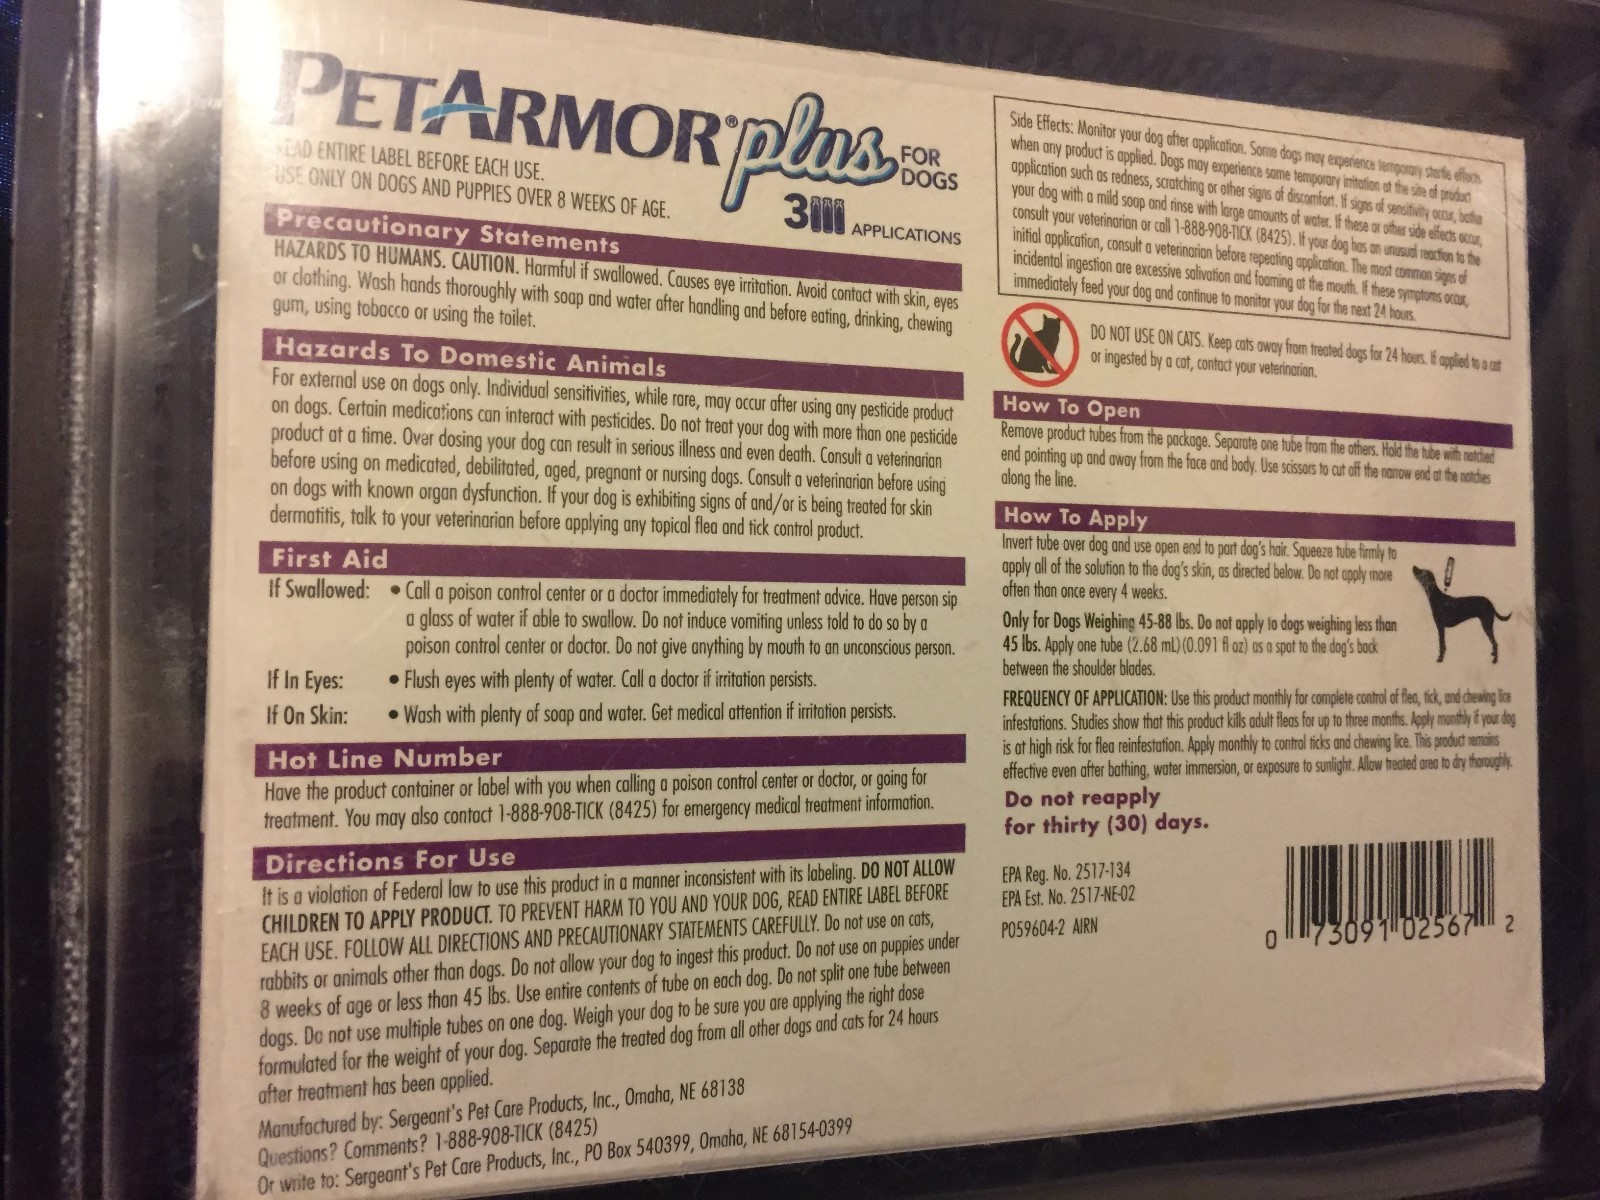 PETARMOR® plus FOR DOGS
READ ENTIRE LABEL BEFORE EACH USE.
USE ONLY ON DOGS AND PUPPIES OVER 8 WEEKS OF AGE.
3 APPLICATIONS
Precautionary Statements
HAZARDS TO HUMANS. CAUTION. Harmful if swallowed. Causes eye irritation. Avoid contact with skin, eyes
or clothing. Wash hands thoroughly with soap and water after handling and before eating, drinking, chewing
gum, using tobacco or using the toilet.
Hazards To Domestic Animals
For external use on dogs only. Individual sensitivities, while rare, may occur after using any pesticide product
on dogs. Certain medications can interact with pesticides. Do not treat your dog with more than one pesticide
product at a time. Over dosing your dog can result in serious illness and even death. Consult a veterinarian
before using on medicated, debilitated, aged, pregnant or nursing dogs. Consult a veterinarian before using
on dogs with known organ dysfunction. If your dog is exhibiting signs of and/or is being treated for skin
dermatitis, talk to your veterinarian before applying any topical flea and tick control product.
First Aid
If Swallowed: • Call a poison control center or a doctor immediately for treatment advice. Have person sip
a glass of water if able to swallow. Do not induce vomiting unless told to do so by a
poison control center or doctor. Do not give anything by mouth to an unconscious person.
If In Eyes: • Flush eyes with plenty of water. Call a doctor if irritation persists.
If On Skin: • Wash with plenty of soap and water. Get medical attention if irritation persists.
Hot Line Number
Have the product container or label with you when calling a poison control center or doctor, or going for
treatment. You may also contact 1-888-908-TICK (8425) for emergency medical treatment information.
Directions For Use
It is a violation of Federal law to use this product in a manner inconsistent with its labeling. DO NOT ALLOW
CHILDREN TO APPLY PRODUCT. TO PREVENT HARM TO YOU AND YOUR DOG, READ ENTIRE LABEL BEFORE
EACH USE. FOLLOW ALL DIRECTIONS AND PRECAUTIONARY STATEMENTS CAREFULLY. Do not use on cats,
rabbits or animals other than dogs. Do not allow your dog to ingest this product. Do not use on puppies under
8 weeks of age or less than 45 lbs. Use entire contents of tube on each dog. Do not split one tube between
dogs. Do not use multiple tubes on one dog. Weigh your dog to be sure you are applying the right dose
formulated for the weight of your dog. Separate the treated dog from all other dogs and cats for 24 hours
after treatment has been applied.
Manufactured by: Sergeant's Pet Care Products, Inc., Omaha, NE 68138
Questions? Comments? 1-888-908-TICK (8425)
Or write to: Sergeant's Pet Care Products, Inc., PO Box 540399, Omaha, NE 68154-0399
Side Effects: Monitor your dog after application. Some dogs may experience temporary startle effects
when any product is applied. Dogs may experience some temporary irritation at the site of product
application such as redness, scratching or other signs of discomfort. If signs of sensitivity occur, bathe
your dog with a mild soap and rinse with large amounts of water. If these or other side effects occur,
consult your veterinarian or call 1-888-908-TICK (8425). If your dog has an unusual reaction to the
initial application, consult a veterinarian before repeating application. The most common signs of
incidental ingestion are excessive salivation and foaming at the mouth. If these symptoms occur,
immediately feed your dog and continue to monitor your dog for the next 24 hours.
DO NOT USE ON CATS. Keep cats away from treated dogs for 24 hours. If applied to a cat
or ingested by a cat, contact your veterinarian.
How To Open
Remove product tubes from the package. Separate one tube from the others. Hold the tube with notched
end pointing up and away from the face and body. Use scissors to cut off the narrow end at the notches
along the line.
How To Apply
Invert tube over dog and use open end to part dog's hair. Squeeze tube firmly to
apply all of the solution to the dog's skin, as directed below. Do not apply more
often than once every 4 weeks.
Only for Dogs Weighing 45-88 lbs. Do not apply to dogs weighing less than
45 lbs. Apply one tube (2.68 mL)(0.091 fl oz) as a spot to the dog's back
between the shoulder blades.
FREQUENCY OF APPLICATION: Use this product monthly for complete control of flea, tick, and chewing lice
infestations. Studies show that this product kills adult fleas for up to three months. Apply monthly if your dog
is at high risk for flea reinfestation. Apply monthly to control ticks and chewing lice. This product remains
effective even after bathing, water immersion, or exposure to sunlight. Allow treated area to dry thoroughly.
Do not reapply
for thirty (30) days.
EPA Reg. No. 2517-134
EPA Est. No. 2517-NE-02
P059604-2 AIRN
0 73091 02567 2